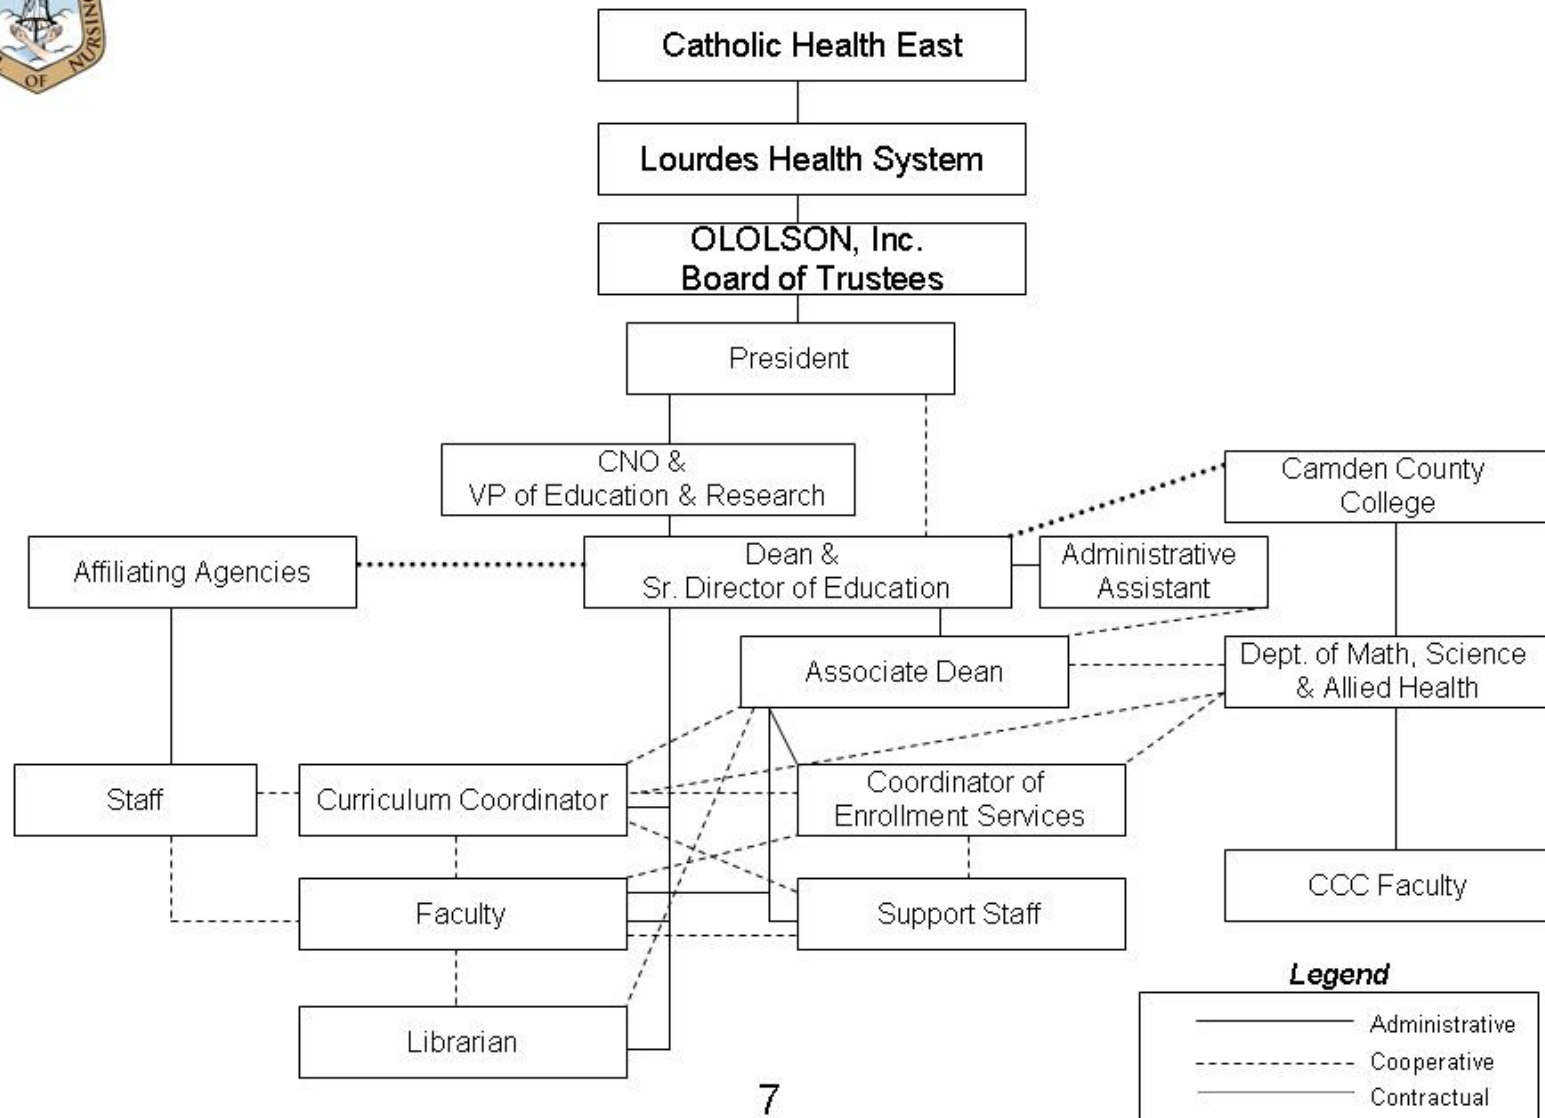 OF NURSING
Catholic Health East
Lourdes Health System
OLOLSON, Inc.
Board of Trustees
President
CNO &
VP of Education & Research
Camden County
College
Affiliating Agencies
Dean &
Sr. Director of Education
Administrative
Assistant
Associate Dean
Dept. of Math, Science
& Allied Health
Staff
Curriculum Coordinator
Coordinator of
Enrollment Services
Faculty
Support Staff
CCC Faculty
Librarian
Legend
Administrative
Cooperative
Contractual
7